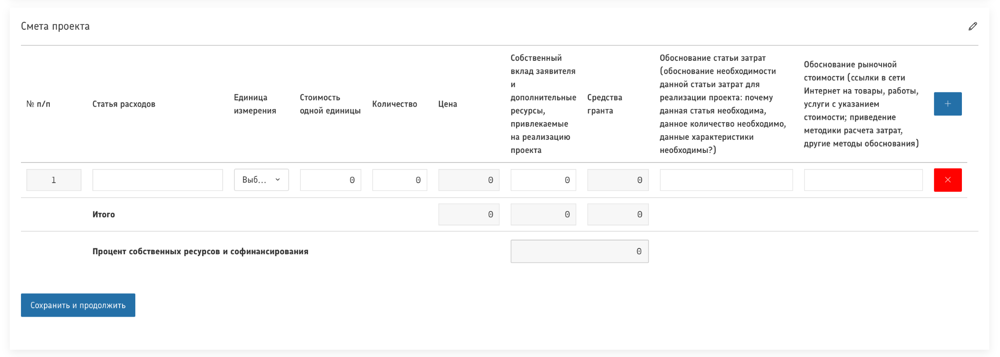 Смета проекта
№ п/п
Статья расходов
Единица
измерения
Стоимость
одной единицы
Количество
Цена
Собственный
вклад заявителя
и
дополнительные
ресурсы,
привлекаемые
на реализацию
проекта
Средства
гранта
Обоснование статьи затрат
(обоснование необходимости
данной статьи затрат для
реализации проекта: почему
данная статья необходима,
данное количество необходимо,
данные характеристики
необходимы?)
Обоснование рыночной
стоимости (ссылки в сети
Интернет на товары, работы,
услуги с указанием
стоимости; приведение
методики расчета затрат,
другие методы обоснования)
1 Выб... 0 0 0 0 0
Итого 0 0 0
Процент собственных ресурсов и софинансирования 0
Сохранить и продолжить